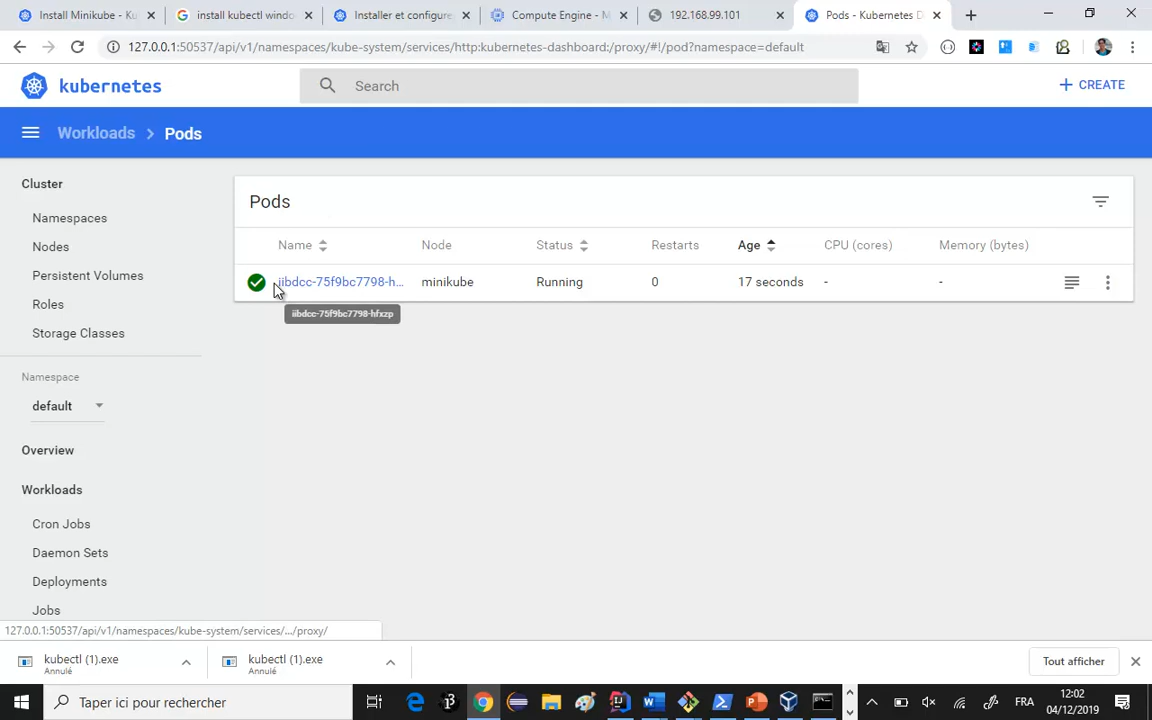 Install Minikube - Ku
install kubectl windo
Installer et configure
Compute Engine - M
192.168.99.101
Pods - Kubernetes D
127.0.0.1:50537/api/v1/namespaces/kube-system/services/http:kubernetes-dashboard:/proxy/#!/pod?namespace=default
kubernetes
Search
+ CREATE
Workloads > Pods
Cluster
Namespaces
Nodes
Persistent Volumes
Roles
Storage Classes
Namespace
default
Overview
Workloads
Cron Jobs
Daemon Sets
Deployments
Jobs
Pods
Name Node Status Restarts Age CPU (cores) Memory (bytes)
iibdcc-75f9bc7798-h... minikube Running 0 17 seconds - -
iibdcc-75f9bc7798-hfxzp
127.0.0.1:50537/api/v1/namespaces/kube-system/services/.../proxy/
kubectl (1).exe
Annulé
kubectl (1).exe
Annulé
Tout afficher
Taper ici pour rechercher
FRA
12:02
04/12/2019